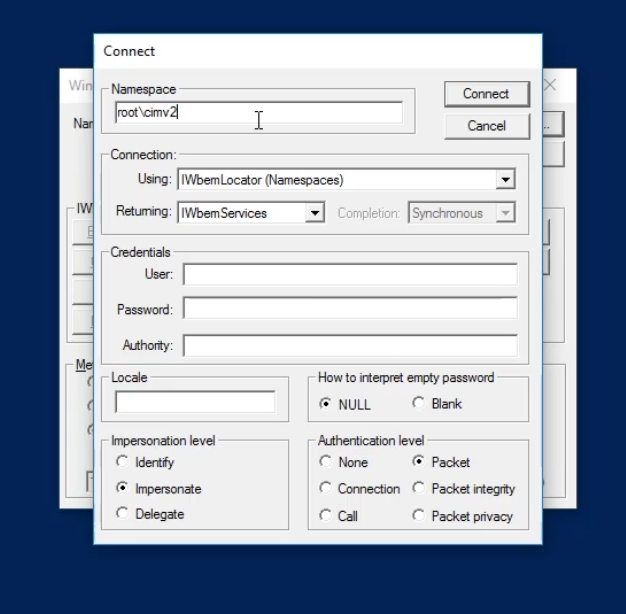 Connect
Win
Namespace
Connect
Nar
root\cimv2
Cancel
...
Connection:
Using: IWbemLocator (Namespaces)
Returning: IWbemServices Completion: Synchronous
IW
Credentials
User:
Password:
Authority:
Me
Locale
How to interpret empty password
NULL Blank
Impersonation level
Authentication level
Identify
None Packet
Impersonate
Connection Packet integrity
Delegate
Call Packet privacy